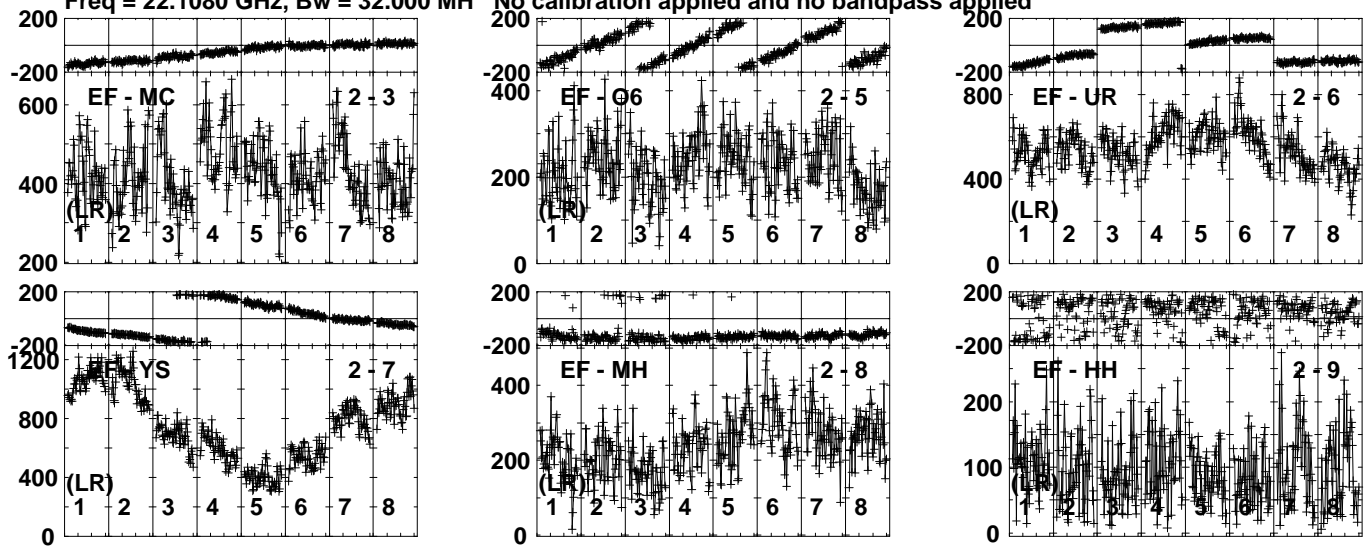 Freq = 22.1080 GHz, Bw = 32.000 MH No calibration applied and no bandpass applied
200
-200
EF - MC 2 - 3
600
400
(LR)
1 2 3 4 5 6 7 8
200
200
-200
EF - O6 2 - 5
400
200
(LR)
1 2 3 4 5 6 7 8
0
200
-200
EF - UR 2 - 6
800
400
(LR)
1 2 3 4 5 6 7 8
0
200
-200
1200
EF - YS 2 - 7
800
400
(LR)
1 2 3 4 5 6 7 8
0
200
-200
EF - MH 2 - 8
400
200
(LR)
1 2 3 4 5 6 7 8
0
200
-200
EF - HH 2 - 9
200
100
(LR)
1 2 3 4 5 6 7 8
0